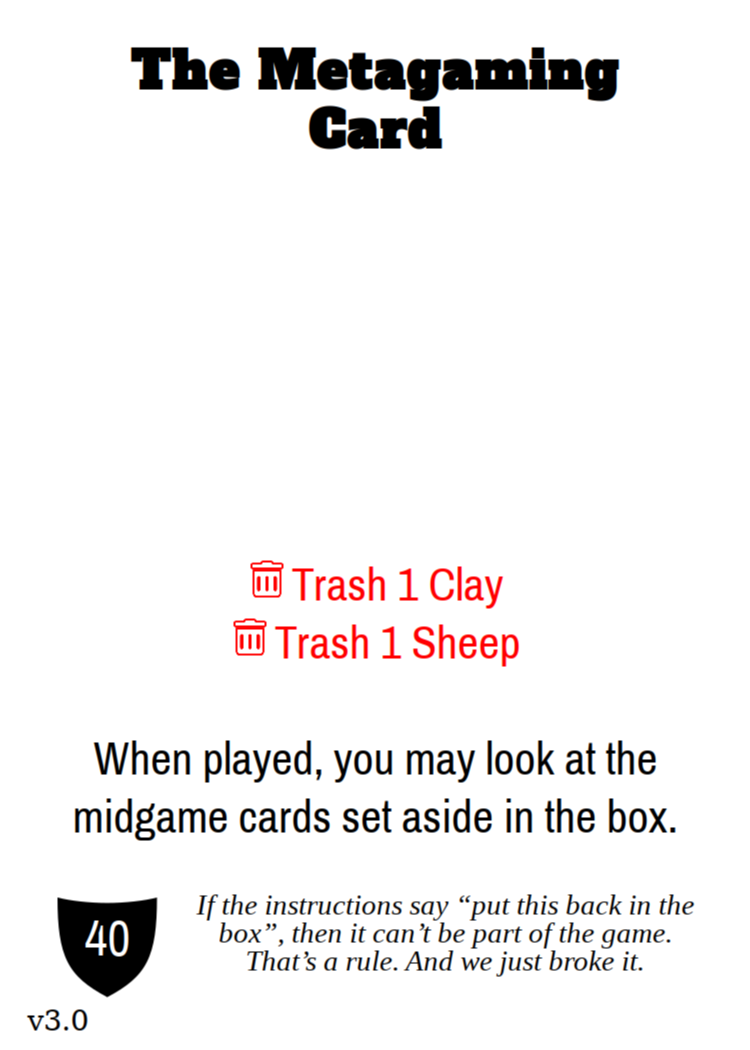 The Metagaming
Card
Trash 1 Clay
Trash 1 Sheep
When played, you may look at the
midgame cards set aside in the box.
40
If the instructions say “put this back in the
box”, then it can’t be part of the game.
That’s a rule. And we just broke it.
v3.0